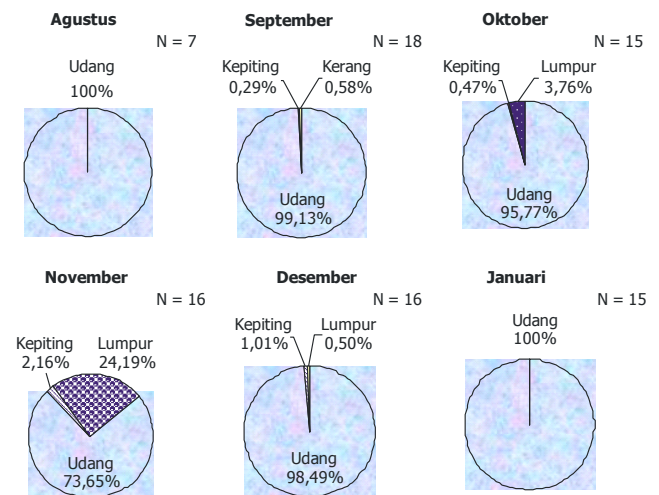 Agustus
N = 7
Udang
100%
September
N = 18
Kepiting
0,29%
Kerang
0,58%
Udang
99,13%
Oktober
N = 15
Kepiting
0,47%
Lumpur
3,76%
Udang
95,77%
November
N = 16
Kepiting
2,16%
Lumpur
24,19%
Udang
73,65%
Desember
N = 16
Kepiting
1,01%
Lumpur
0,50%
Udang
98,49%
Januari
N = 15
Udang
100%